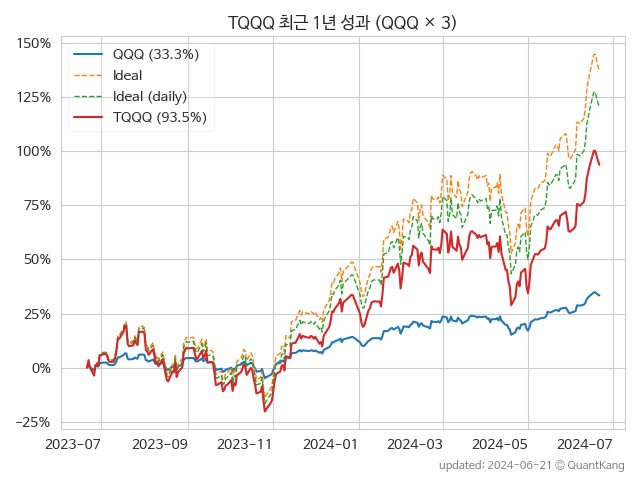 TQQQ 최근 1년 성과 (QQQ × 3)
150%
125%
100%
75%
50%
25%
0%
−25%
QQQ (33.3%)
Ideal
Ideal (daily)
TQQQ (93.5%)
2023-07
2023-09
2023-11
2024-01
2024-03
2024-05
2024-07
updated: 2024-06-21 © QuantKang